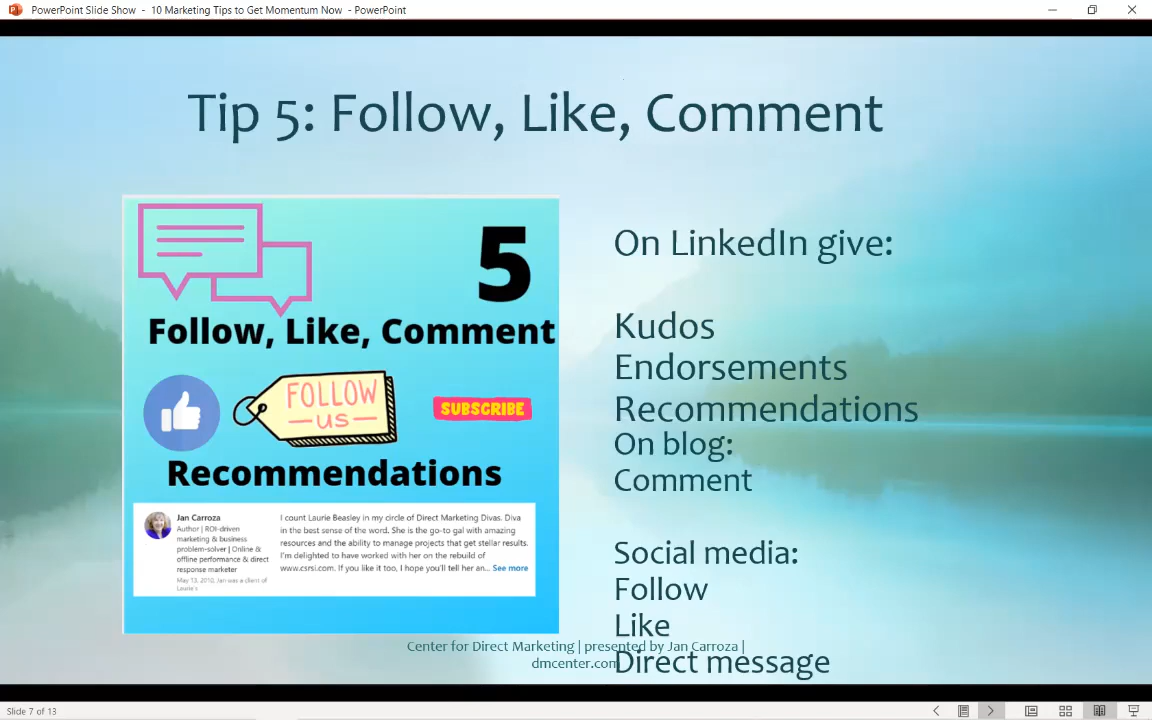 PowerPoint Slide Show - 10 Marketing Tips to Get Momentum Now - PowerPoint
Tip 5: Follow, Like, Comment
5
Follow, Like, Comment
FOLLOW
US
SUBSCRIBE
Recommendations
Jan Carroza
Author | ROI-driven
marketing & business
problem-solver | Online &
offline performance & direct
response marketer
May 13, 2010, Jan was a client of
Laurie's
I count Laurie Beasley in my circle of Direct Marketing Divas. Diva
in the best sense of the word. She is the go-to gal with amazing
resources and the ability to manage projects that get stellar results.
I'm delighted to have worked with her on the rebuild of
www.csrsi.com. If you like it too, I hope you'll tell her an... See more
On LinkedIn give:
Kudos
Endorsements
Recommendations
On blog:
Comment
Social media:
Follow
Like
Direct message
Center for Direct Marketing | presented by Jan Carroza |
dmcenter.com
Slide 7 of 13